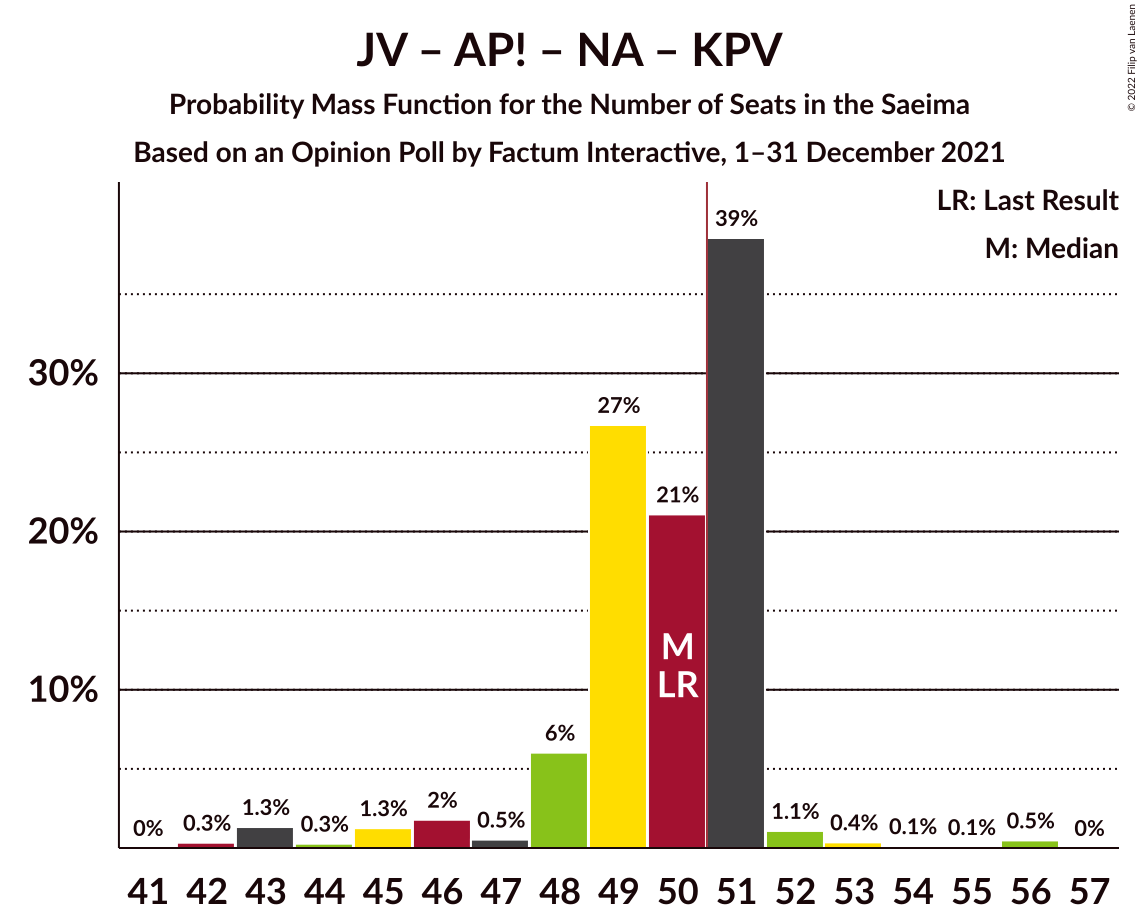 JV – AP! – NA – KPV
Probability Mass Function for the Number of Seats in the Saeima
Based on an Opinion Poll by Factum Interactive, 1–31 December 2021
© 2022 Filip van Laenen
LR: Last Result
M: Median
39%
30%
27%
21%
20%
M
LR
10%
6%
0%
0.3%
1.3%
0.3%
1.3%
2%
0.5%
1.1%
0.4%
0.1%
0.1%
0.5%
0%
41 42 43 44 45 46 47 48 49 50 51 52 53 54 55 56 57